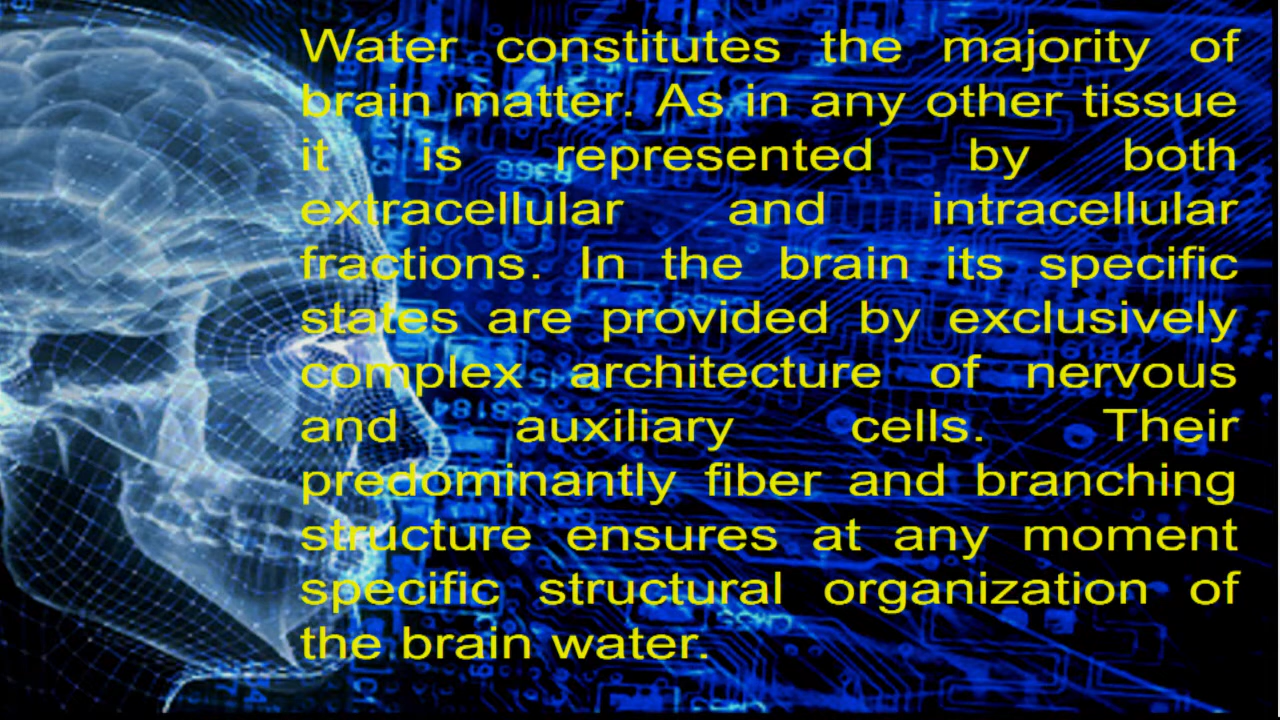 Water constitutes the majority of
brain matter. As in any other tissue
it is represented by both
extracellular and intracellular
fractions. In the brain its specific
states are provided by exclusively
complex architecture of nervous
and auxiliary cells. Their
predominantly fiber and branching
structure ensures at any moment
specific structural organization of
the brain water.